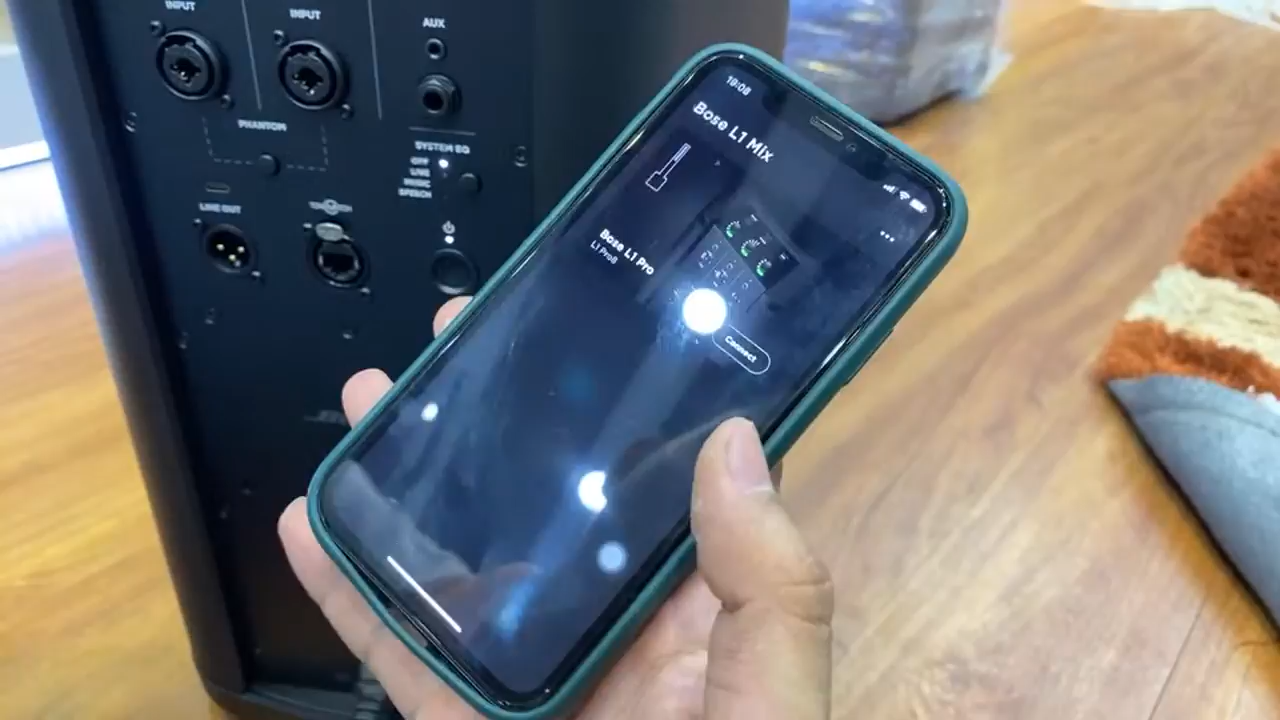 INPUT
INPUT
AUX
PHANTOM
SYSTEM EQ
OFF
LIVE
MUSIC
SPEECH
LINE OUT
19:08
Bose L1 Mix
Bose L1 Pro
L1 Pro8
Connect